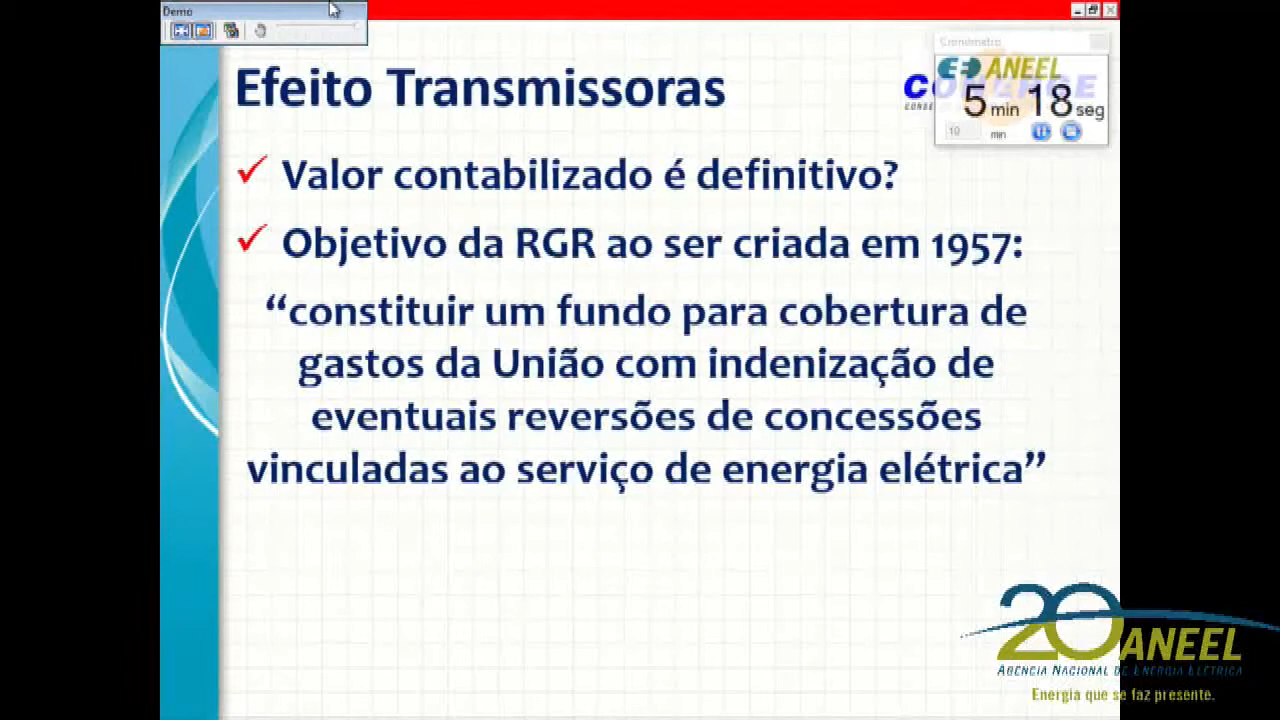 Demo
Efeito Transmissoras
Cronômetro
ANEEL
5 min 18 seg
10 min
✓ Valor contabilizado é definitivo?
✓ Objetivo da RGR ao ser criada em 1957:
“constituir um fundo para cobertura de
gastos da União com indenização de
eventuais reversões de concessões
vinculadas ao serviço de energia elétrica”
20 ANEEL
AGÊNCIA NACIONAL DE ENERGIA ELÉTRICA
Energia que se faz presente.